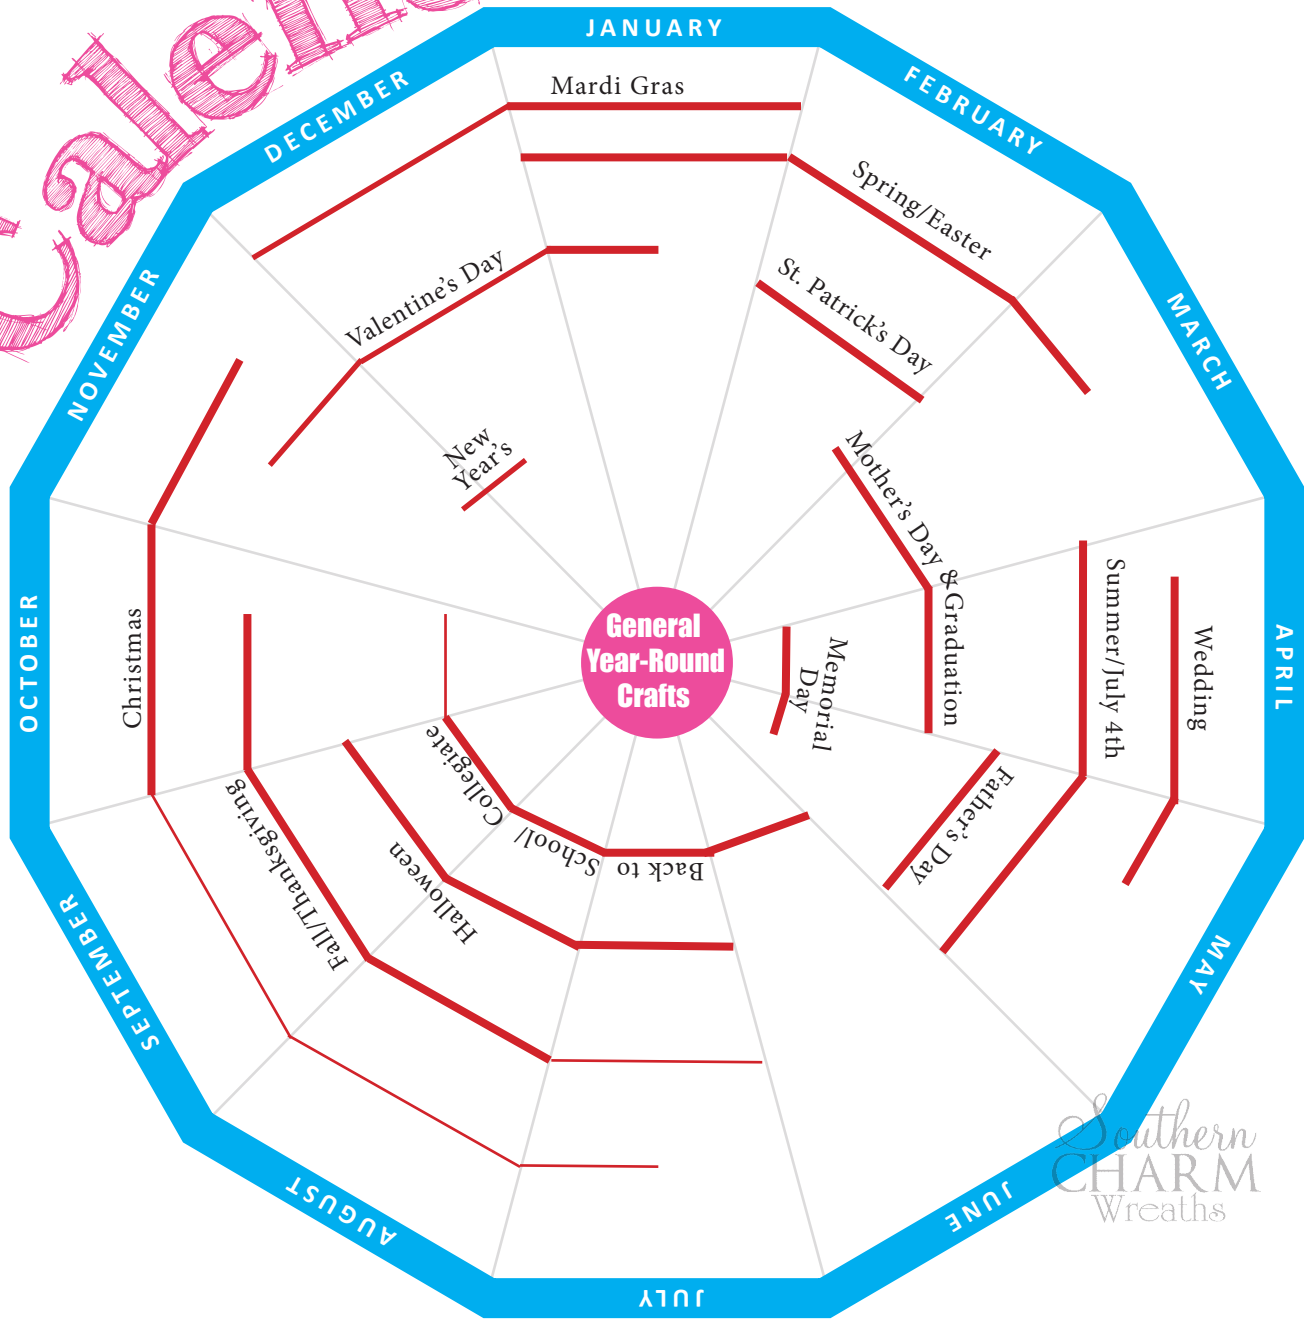 Calen
JANUARY
FEBRUARY
MARCH
APRIL
MAY
JUNE
JULY
AUGUST
SEPTEMBER
OCTOBER
NOVEMBER
DECEMBER
Mardi Gras
Spring/Easter
St. Patrick's Day
Valentine's Day
New
Year's
Mother's Day & Graduation
Summer/July 4th
Wedding
Memorial
Day
Father's Day
Back to School/ Collegiate
Halloween
Fall/Thanksgiving
Christmas
General
Year-Round
Crafts
Southern
CHARM
Wreaths